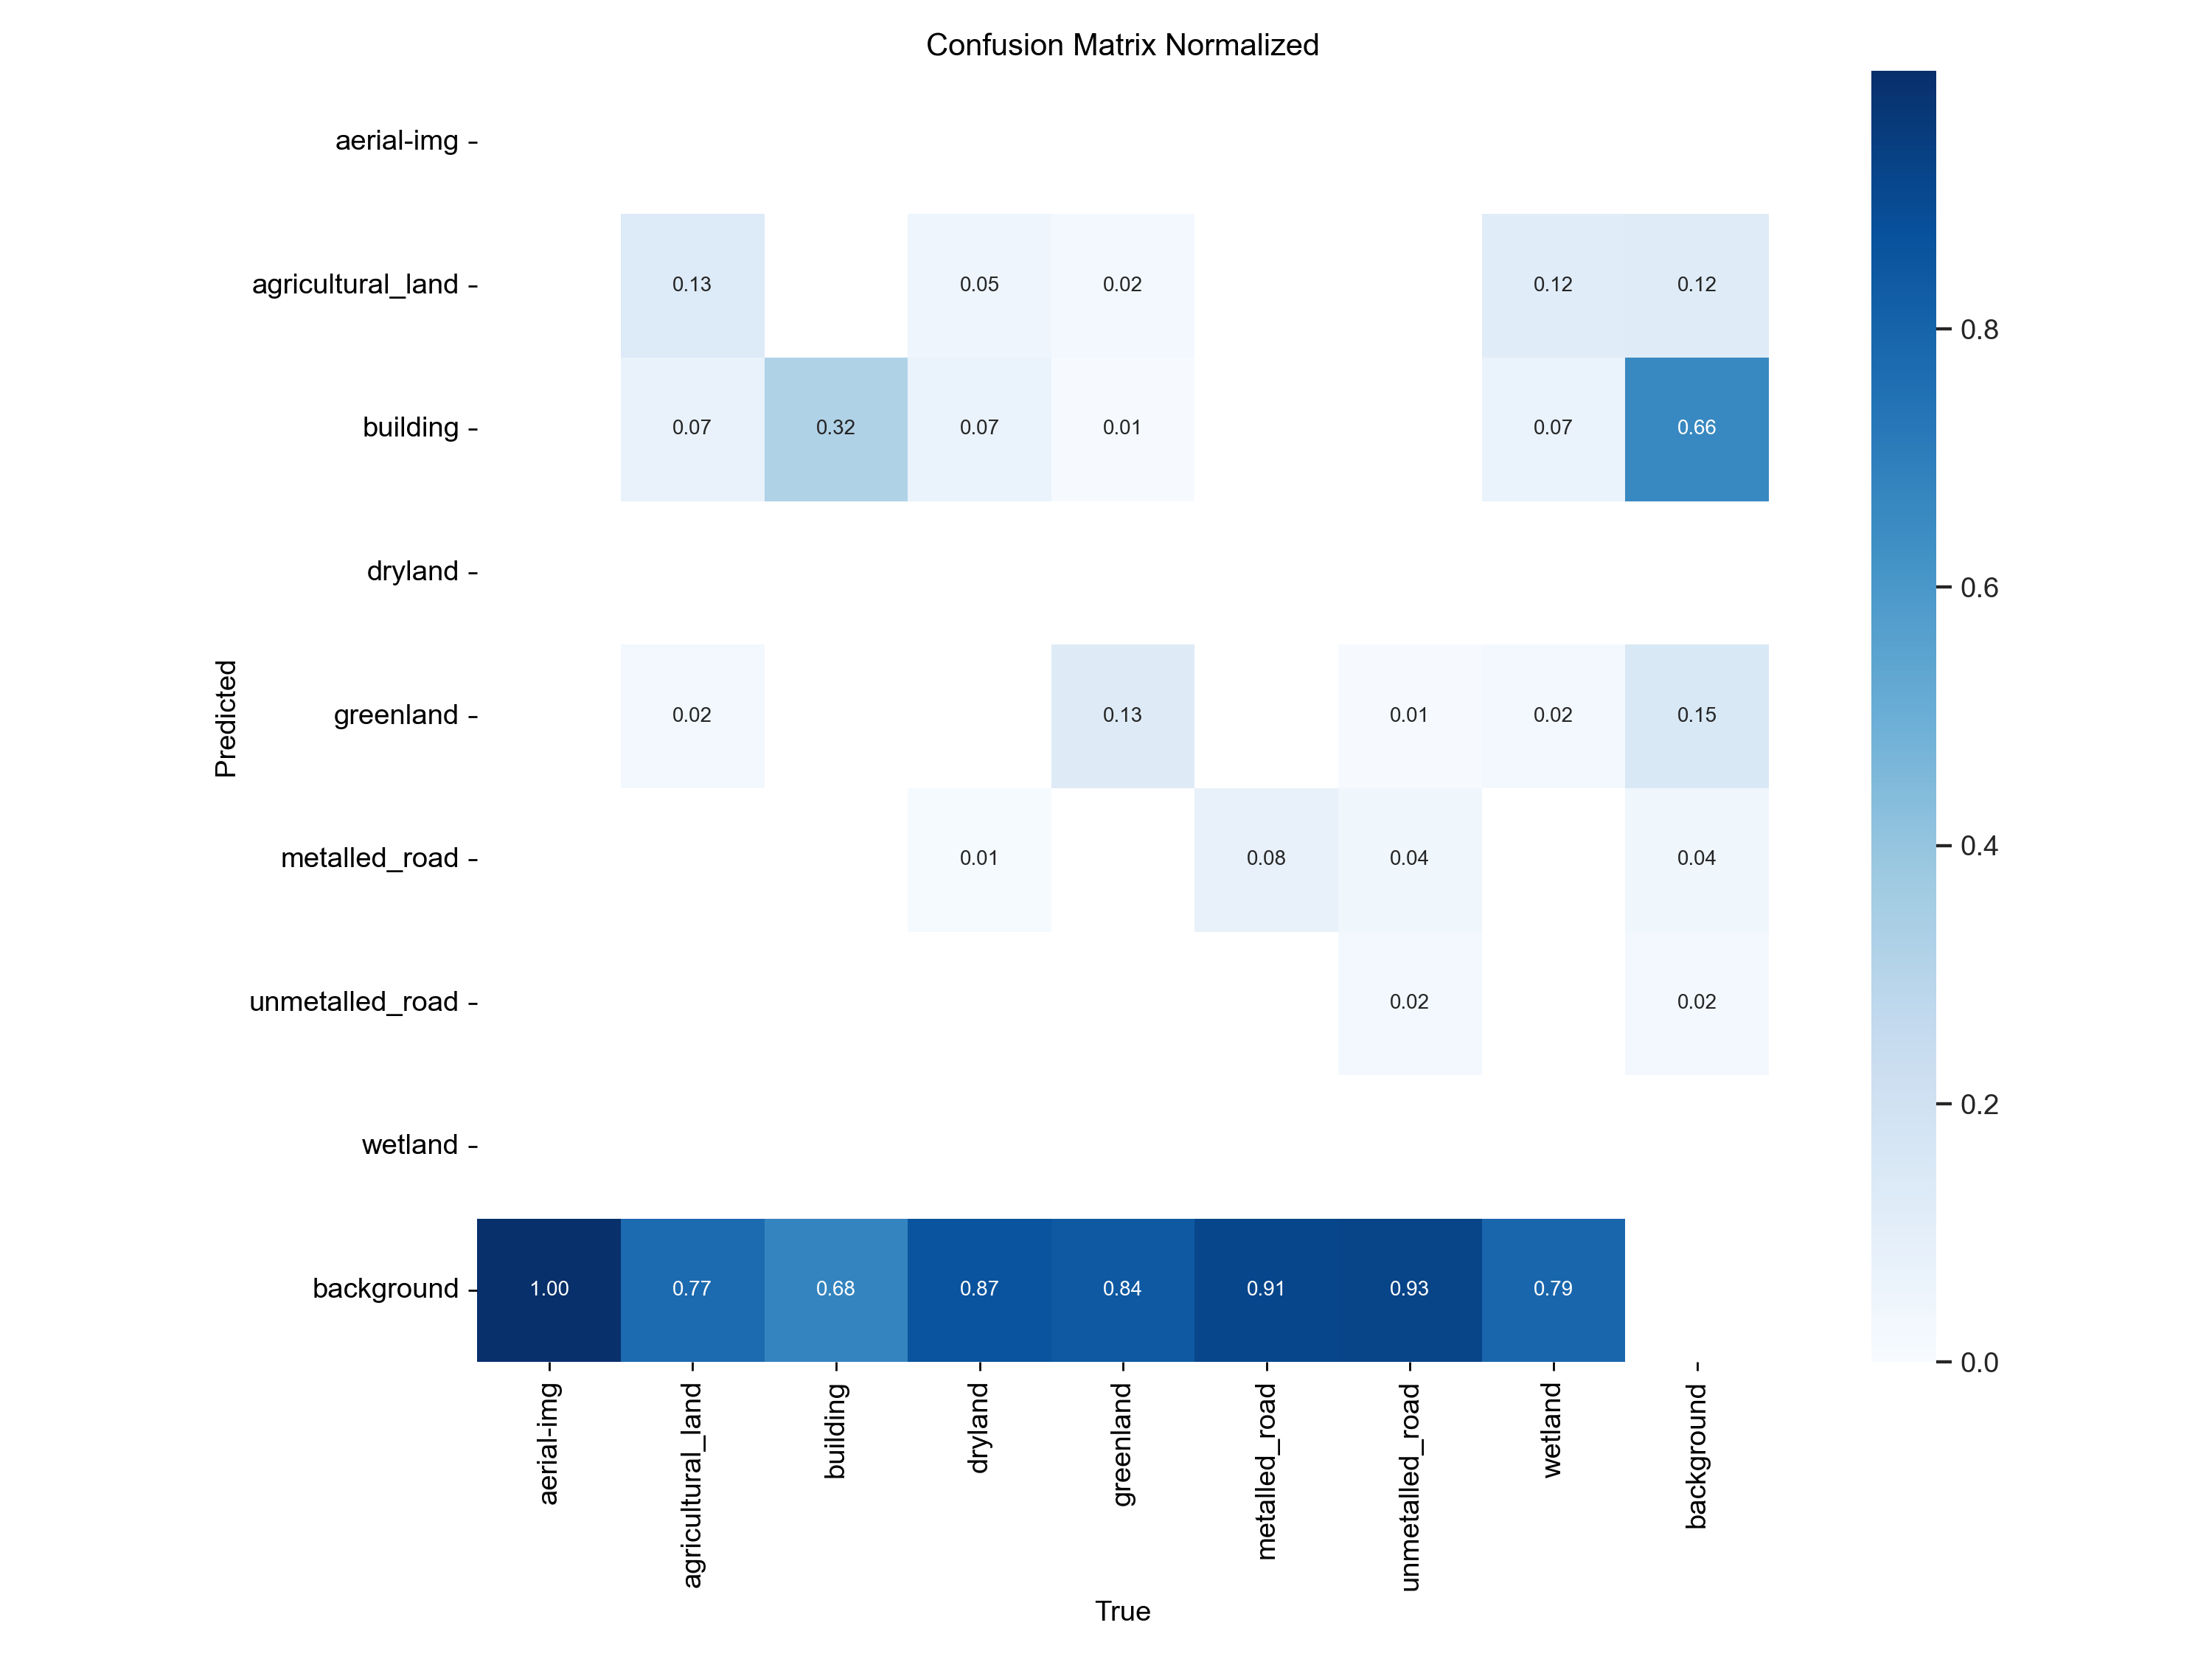 Confusion Matrix Normalized
aerial-img
agricultural_land 0.13 0.05 0.02 0.12 0.12
building 0.07 0.32 0.07 0.01 0.07 0.66
dryland
greenland 0.02 0.13 0.01 0.02 0.15
metalled_road 0.01 0.08 0.04 0.04
unmetalled_road 0.02 0.02
wetland
background 1.00 0.77 0.68 0.87 0.84 0.91 0.93 0.79
Predicted
aerial-img
agricultural_land
building
dryland
greenland
metalled_road
unmetalled_road
wetland
background
True
0.8
0.6
0.4
0.2
0.0